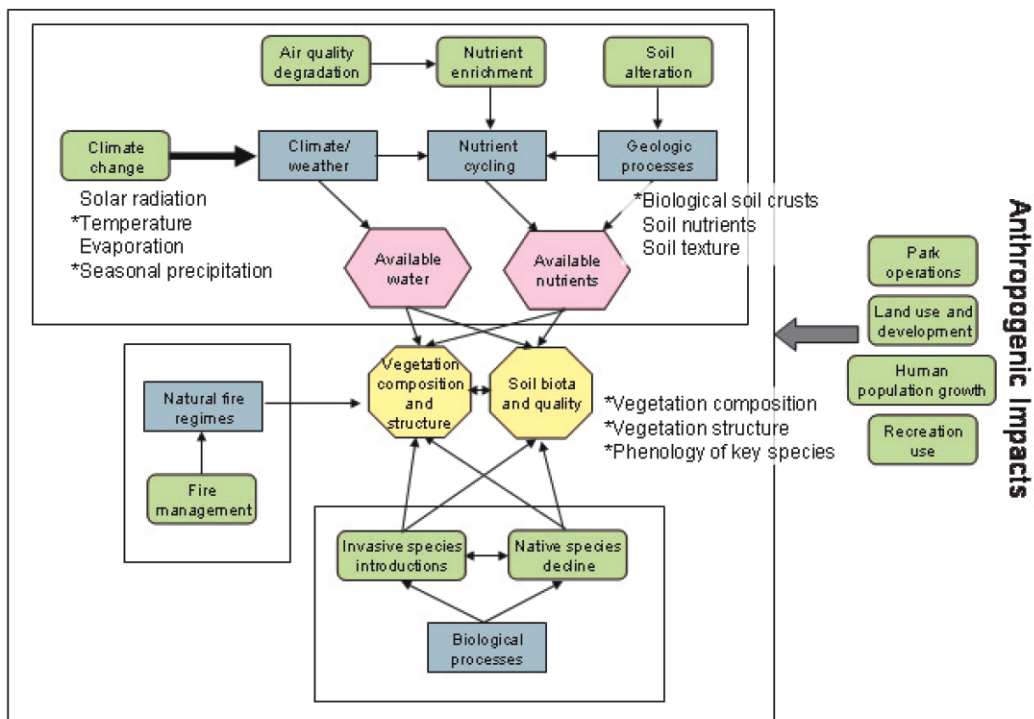 Air quality
degradation
Nutrient
enrichment
Soil
alteration
Climate
change
Climate/
weather
Nutrient
cycling
Geologic
processes
Solar radiation
*Temperature
Evaporation
*Seasonal precipitation
*Biological soil crusts
Soil nutrients
Soil texture
Available
water
Available
nutrients
Natural fire
regimes
Fire
management
Vegetation
composition
and
structure
Soil biota
and quality
*Vegetation composition
*Vegetation structure
*Phenology of key species
Invasive species
introductions
Native species
decline
Biological
processes
Park
operations
Land use and
development
Human
population growth
Recreation
use
Anthropogenic Impacts